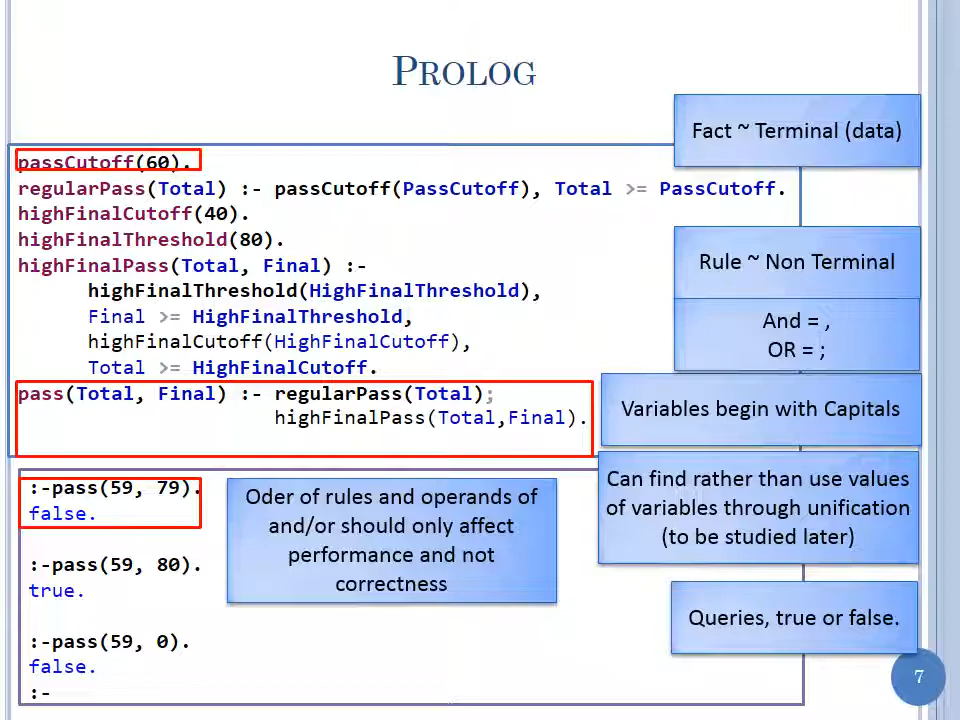 PROLOG
Fact ~ Terminal (data)
passCutoff(60).
regularPass(Total) :- passCutoff(PassCutoff), Total >= PassCutoff.
highFinalCutoff(40).
highFinalThreshold(80).
highFinalPass(Total, Final) :-
highFinalThreshold(HighFinalThreshold),
Final >= HighFinalThreshold,
highFinalCutoff(HighFinalCutoff),
Total >= HighFinalCutoff.
pass(Total, Final) :- regularPass(Total);
highFinalPass(Total,Final).
Rule ~ Non Terminal
And = ,
OR = ;
Variables begin with Capitals
Can find rather than use values
of variables through unification
(to be studied later)
:-pass(59, 79).
false.
:-pass(59, 80).
true.
:-pass(59, 0).
false.
:-
Oder of rules and operands of
and/or should only affect
performance and not
correctness
Queries, true or false.
7